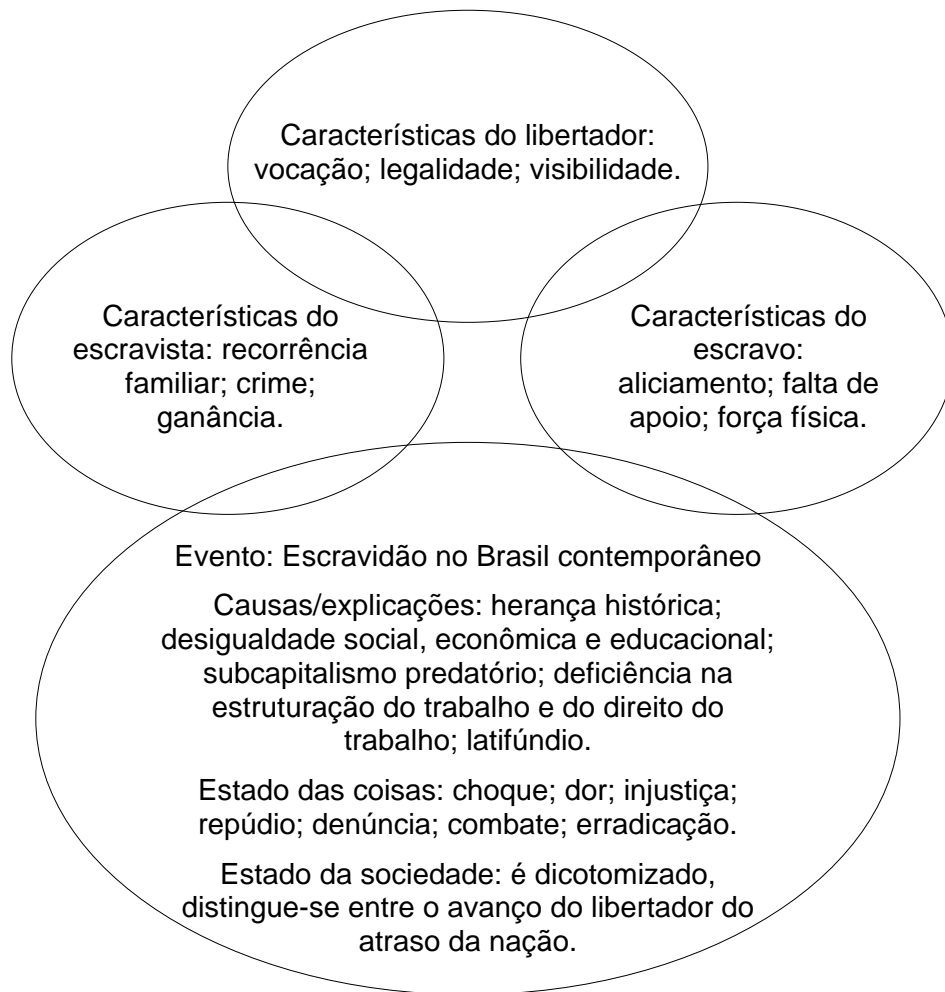 Características do libertador:
vocação; legalidade; visibilidade.
Características do
escravista: recorrência
familiar; crime;
ganância.
Características do
escravo:
aliciamento; falta de
apoio; força física.
Evento: Escravidão no Brasil contemporâneo
Causas/explicações: herança histórica;
desigualdade social, econômica e educacional;
subcapitalismo predatório; deficiência na
estruturação do trabalho e do direito do
trabalho; latifúndio.
Estado das coisas: choque; dor; injustiça;
repúdio; denúncia; combate; erradicação.
Estado da sociedade: é dicotomizado,
distingue-se entre o avanço do libertador do
atraso da nação.